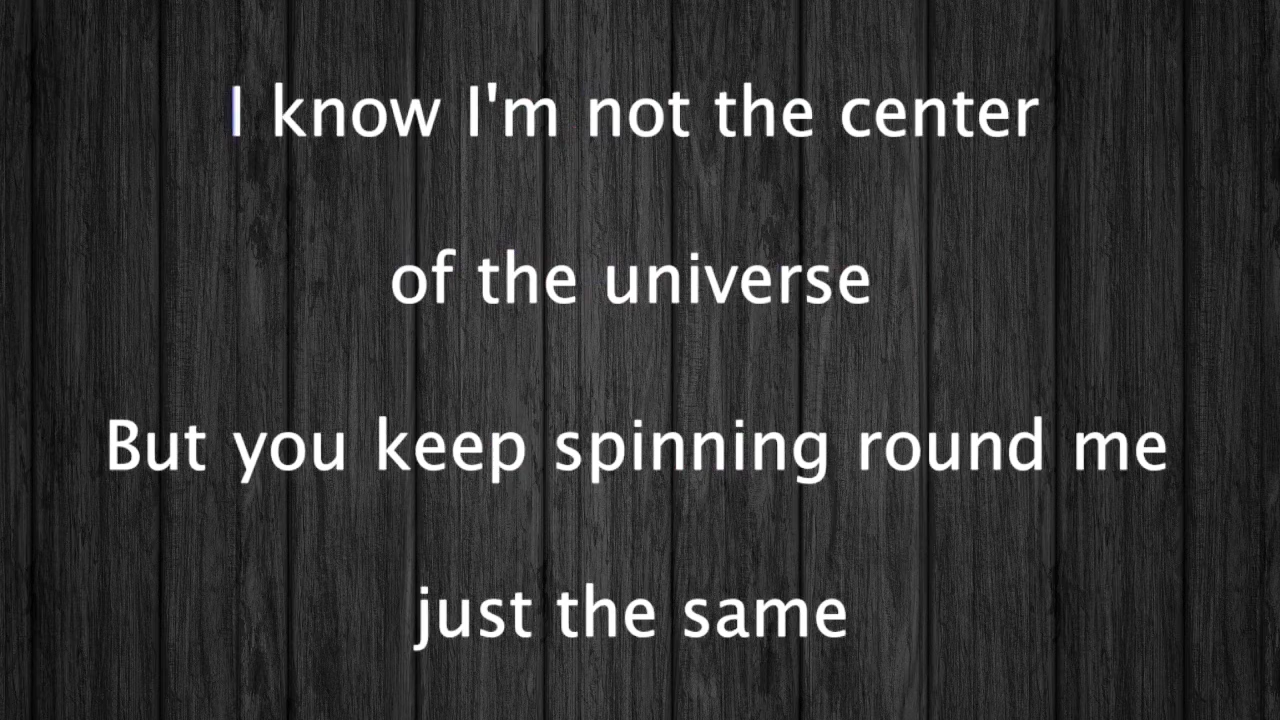 I know I'm not the center
of the universe
But you keep spinning round me
just the same